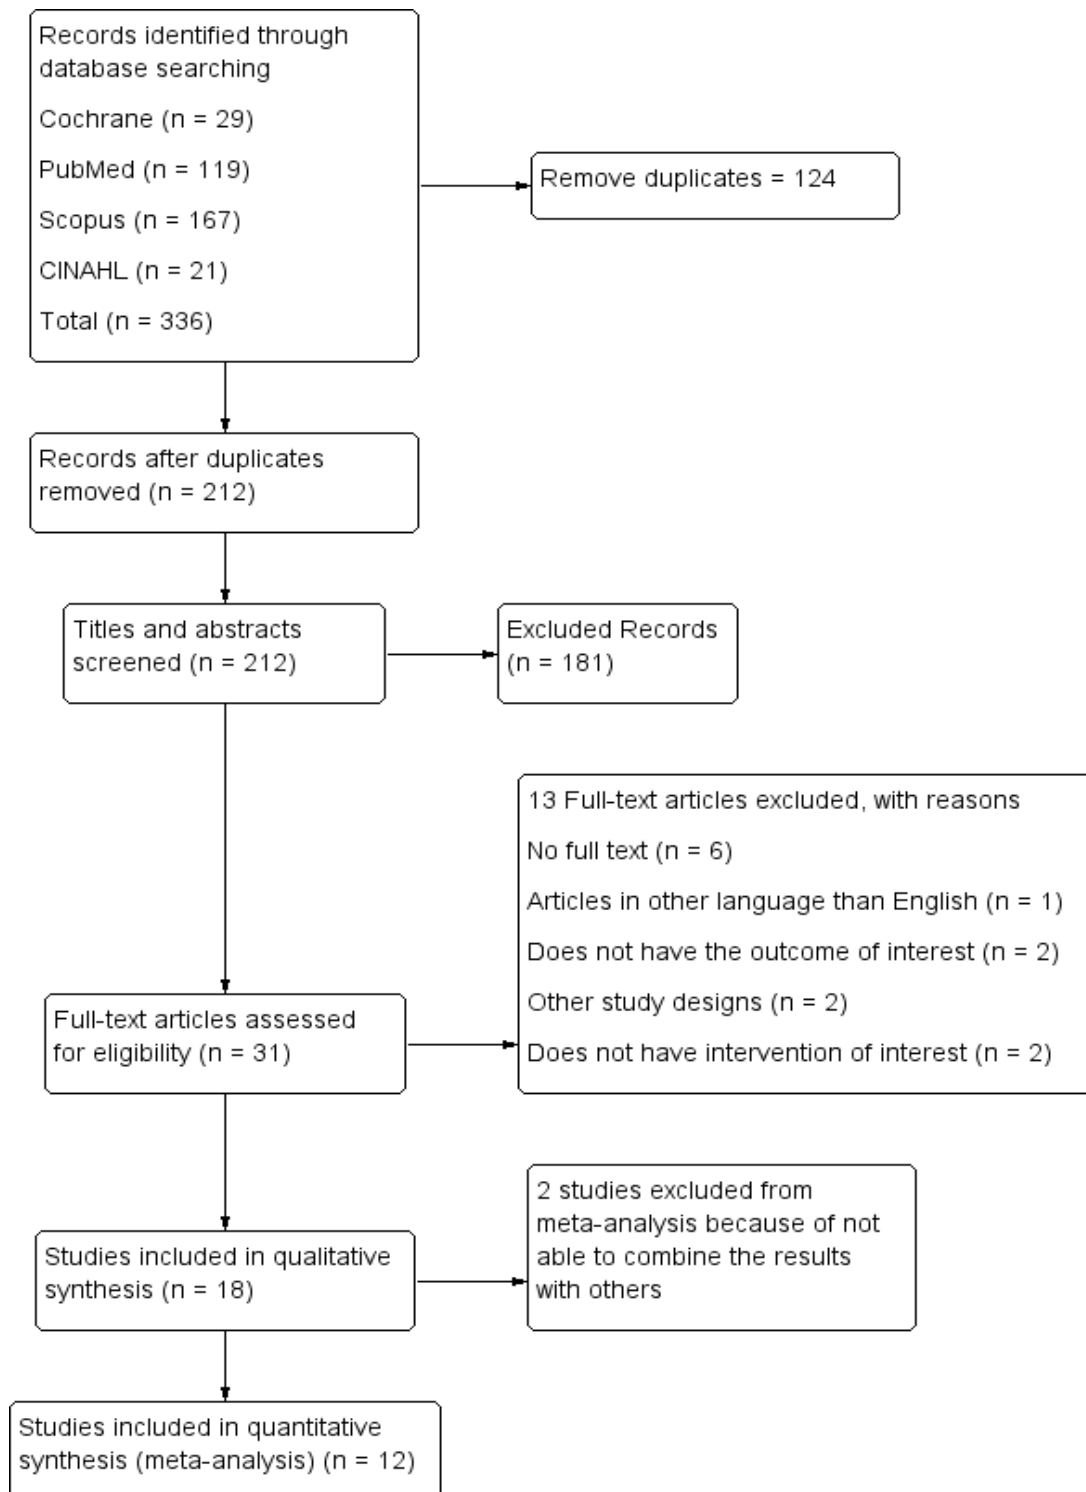 Records identified through
database searching
Cochrane (n = 29)
PubMed (n = 119)
Scopus (n = 167)
CINAHL (n = 21)
Total (n = 336)
Remove duplicates = 124
Records after duplicates
removed (n = 212)
Titles and abstracts
screened (n = 212)
Excluded Records
(n = 181)
13 Full-text articles excluded, with reasons
No full text (n = 6)
Articles in other language than English (n = 1)
Does not have the outcome of interest (n = 2)
Other study designs (n = 2)
Does not have intervention of interest (n = 2)
Full-text articles assessed
for eligibility (n = 31)
2 studies excluded from
meta-analysis because of not
able to combine the results
with others
Studies included in qualitative
synthesis (n = 18)
Studies included in quantitative
synthesis (meta-analysis) (n = 12)